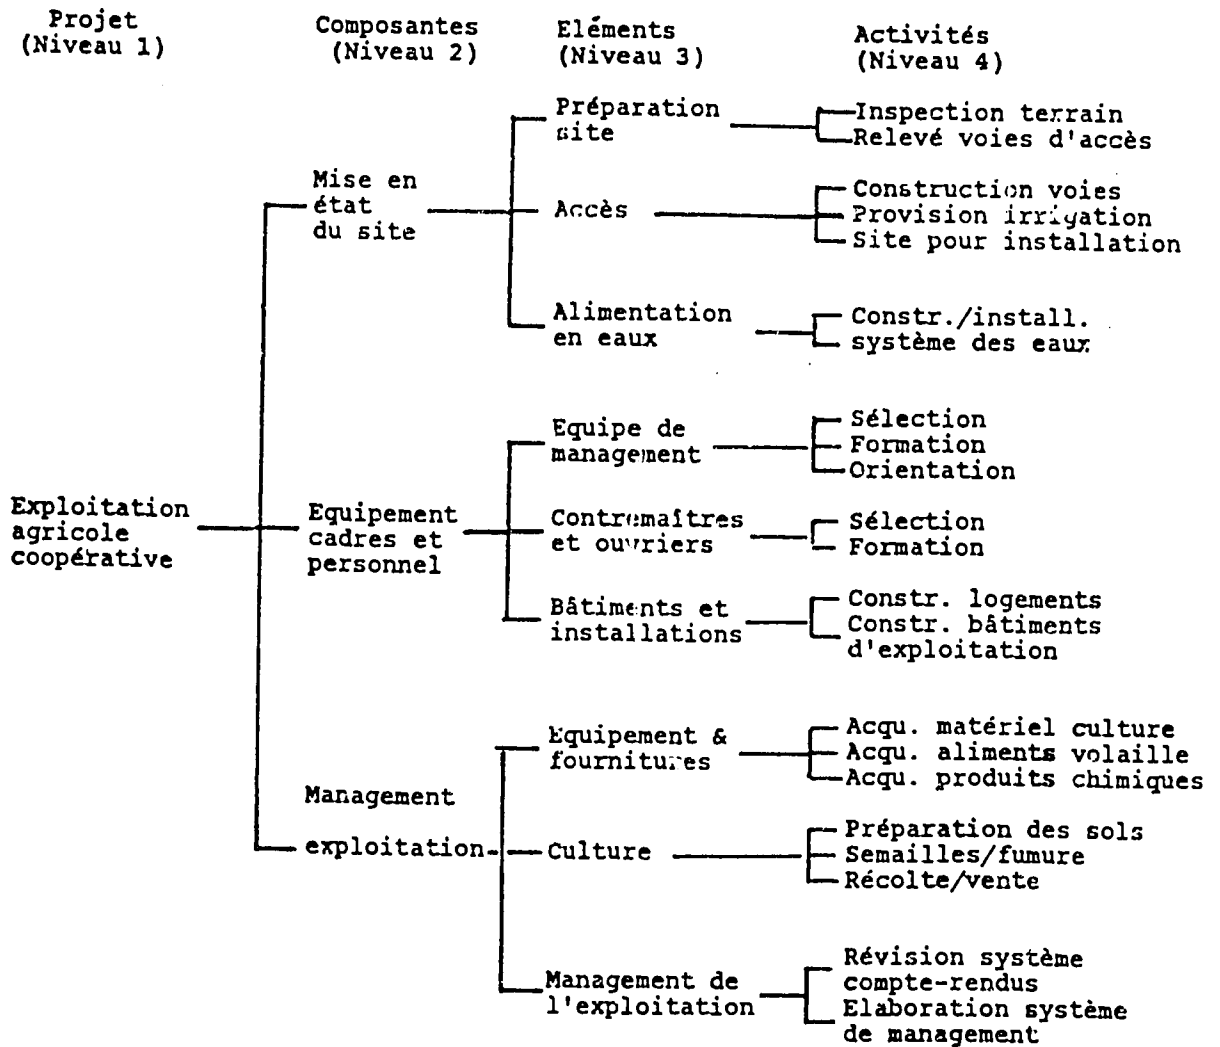 Projet
(Niveau 1)
Composantes
(Niveau 2)
Eléments
(Niveau 3)
Activités
(Niveau 4)
Exploitation
agricole
coopérative
Mise en
état
du site
Préparation
site
Inspection terrain
Relevé voies d'accès
Accès
Construction voies
Provision irrigation
Site pour installation
Alimentation
en eaux
Constr./install.
système des eaux
Equipement
cadres et
personnel
Equipe de
management
Sélection
Formation
Orientation
Contremaîtres
et ouvriers
Sélection
Formation
Bâtiments et
installations
Constr. logements
Constr. bâtiments
d'exploitation
Management
exploitation
Equipement &
fournitures
Acqu. matériel culture
Acqu. aliments volaille
Acqu. produits chimiques
Culture
Préparation des sols
Semailles/fumure
Récolte/vente
Management de
l'exploitation
Révision système
compte-rendus
Elaboration système
de management